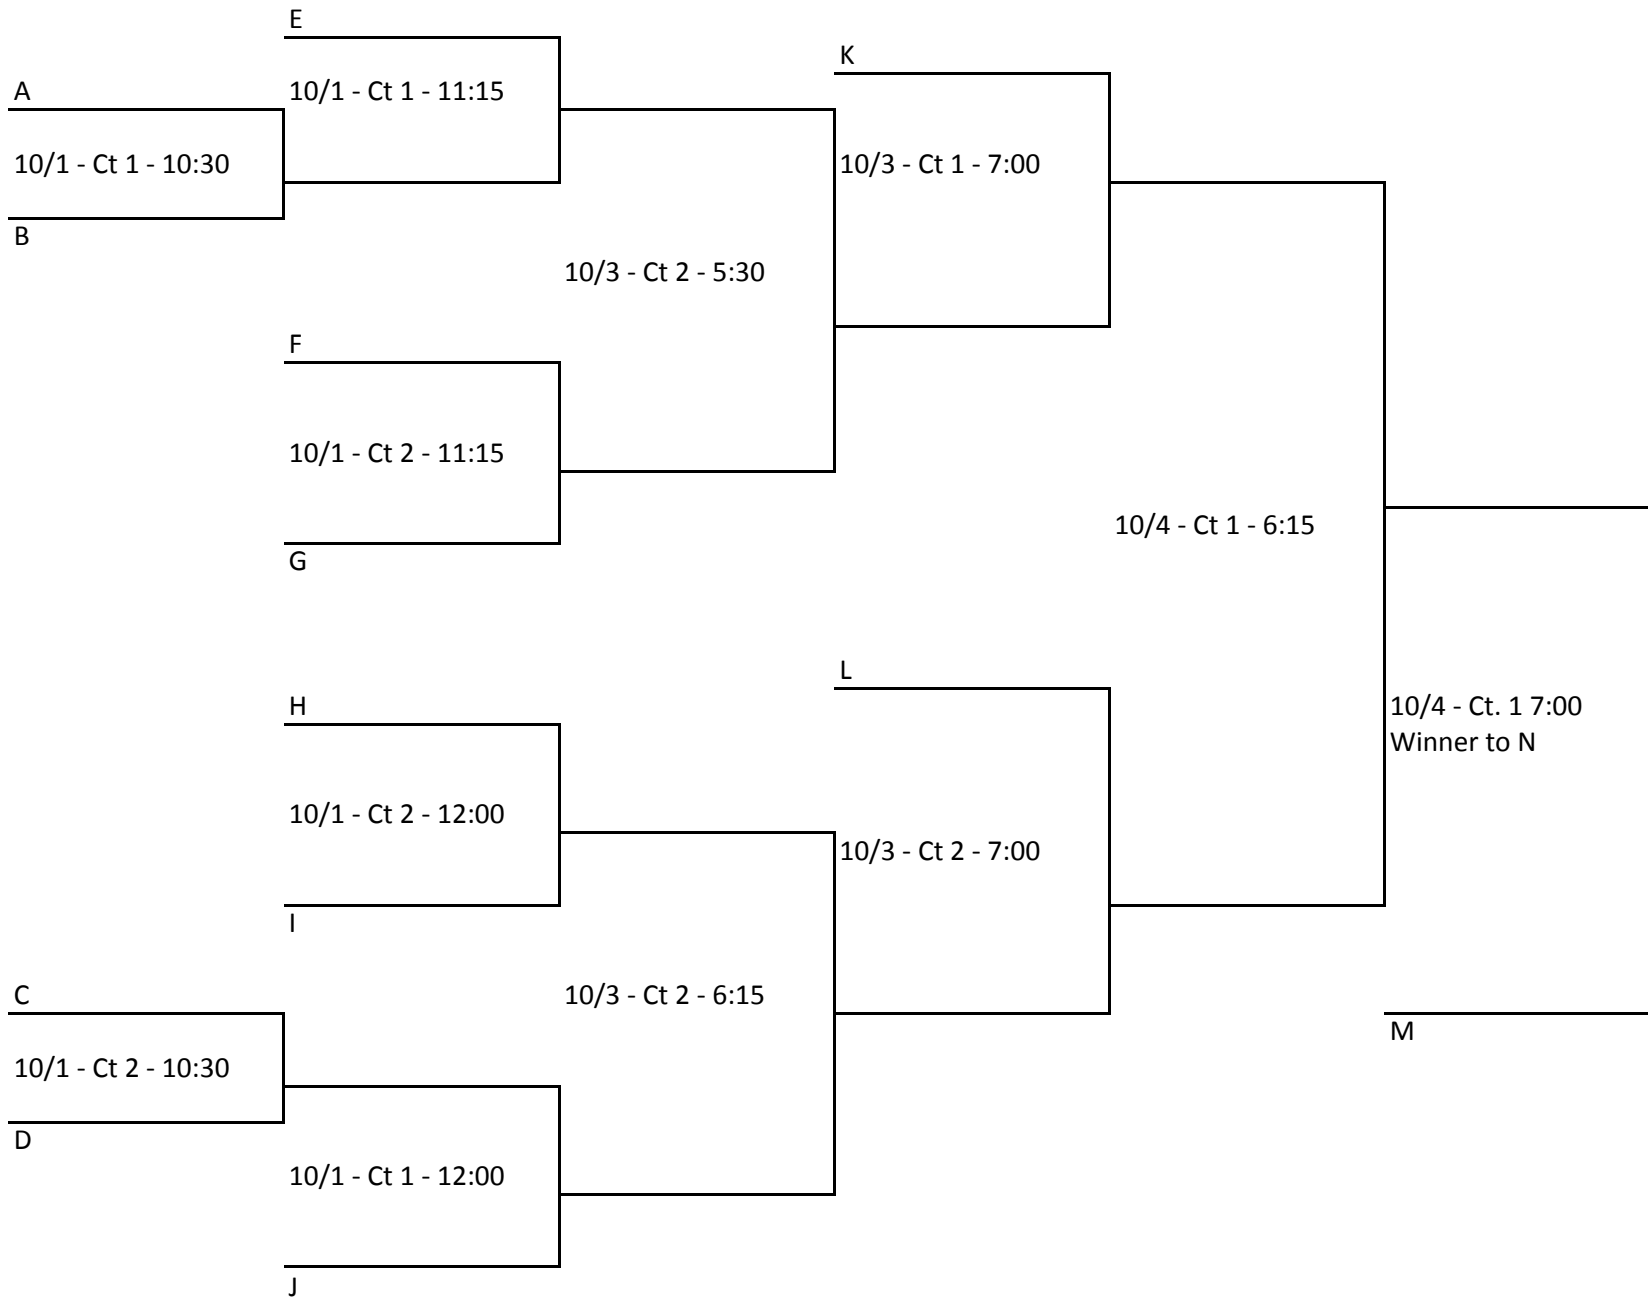 E
K
A
10/1 - Ct 1 - 11:15
10/1 - Ct 1 - 10:30
10/3 - Ct 1 - 7:00
B
10/3 - Ct 2 - 5:30
F
10/1 - Ct 2 - 11:15
10/4 - Ct 1 - 6:15
G
L
H
10/4 - Ct. 1 7:00
Winner to N
10/1 - Ct 2 - 12:00
10/3 - Ct 2 - 7:00
I
C
10/3 - Ct 2 - 6:15
M
10/1 - Ct 2 - 10:30
D
10/1 - Ct 1 - 12:00
J